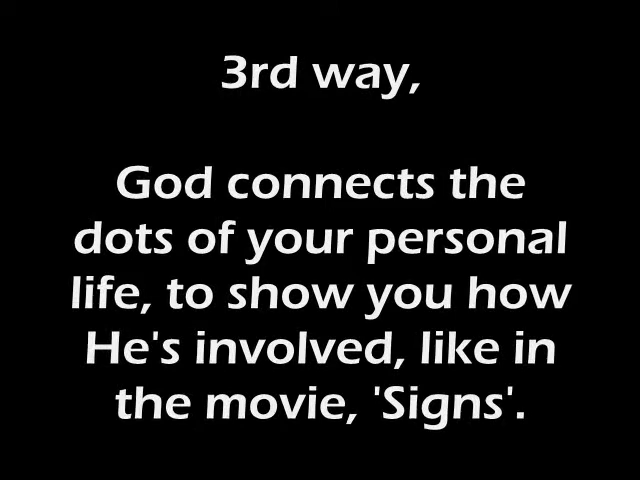 3rd way,
God connects the
dots of your personal
life, to show you how
He's involved, like in
the movie, 'Signs'.